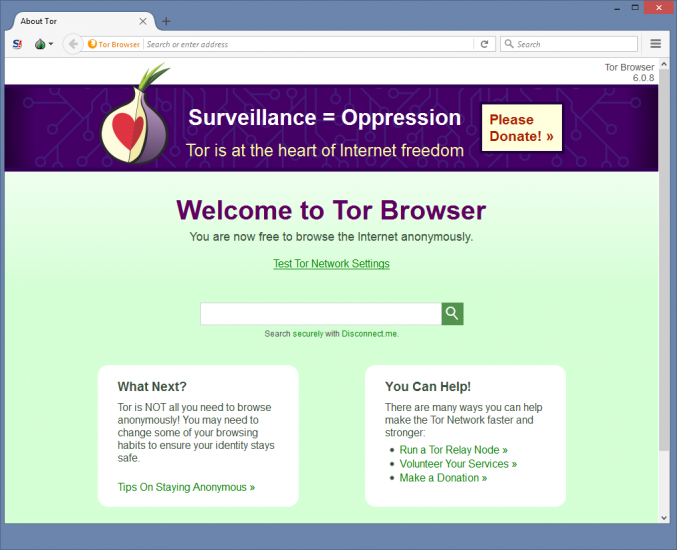 About Tor
S!
Tor Browser
Search or enter address
Search
Tor Browser
6.0.8
Surveillance = Oppression
Tor is at the heart of Internet freedom
Please
Donate! »
Welcome to Tor Browser
You are now free to browse the Internet anonymously.
Test Tor Network Settings
Search securely with Disconnect.me.
What Next?
Tor is NOT all you need to browse
anonymously! You may need to
change some of your browsing
habits to ensure your identity stays
safe.
Tips On Staying Anonymous »
You Can Help!
There are many ways you can help
make the Tor Network faster and
stronger:
Run a Tor Relay Node »
Volunteer Your Services »
Make a Donation »